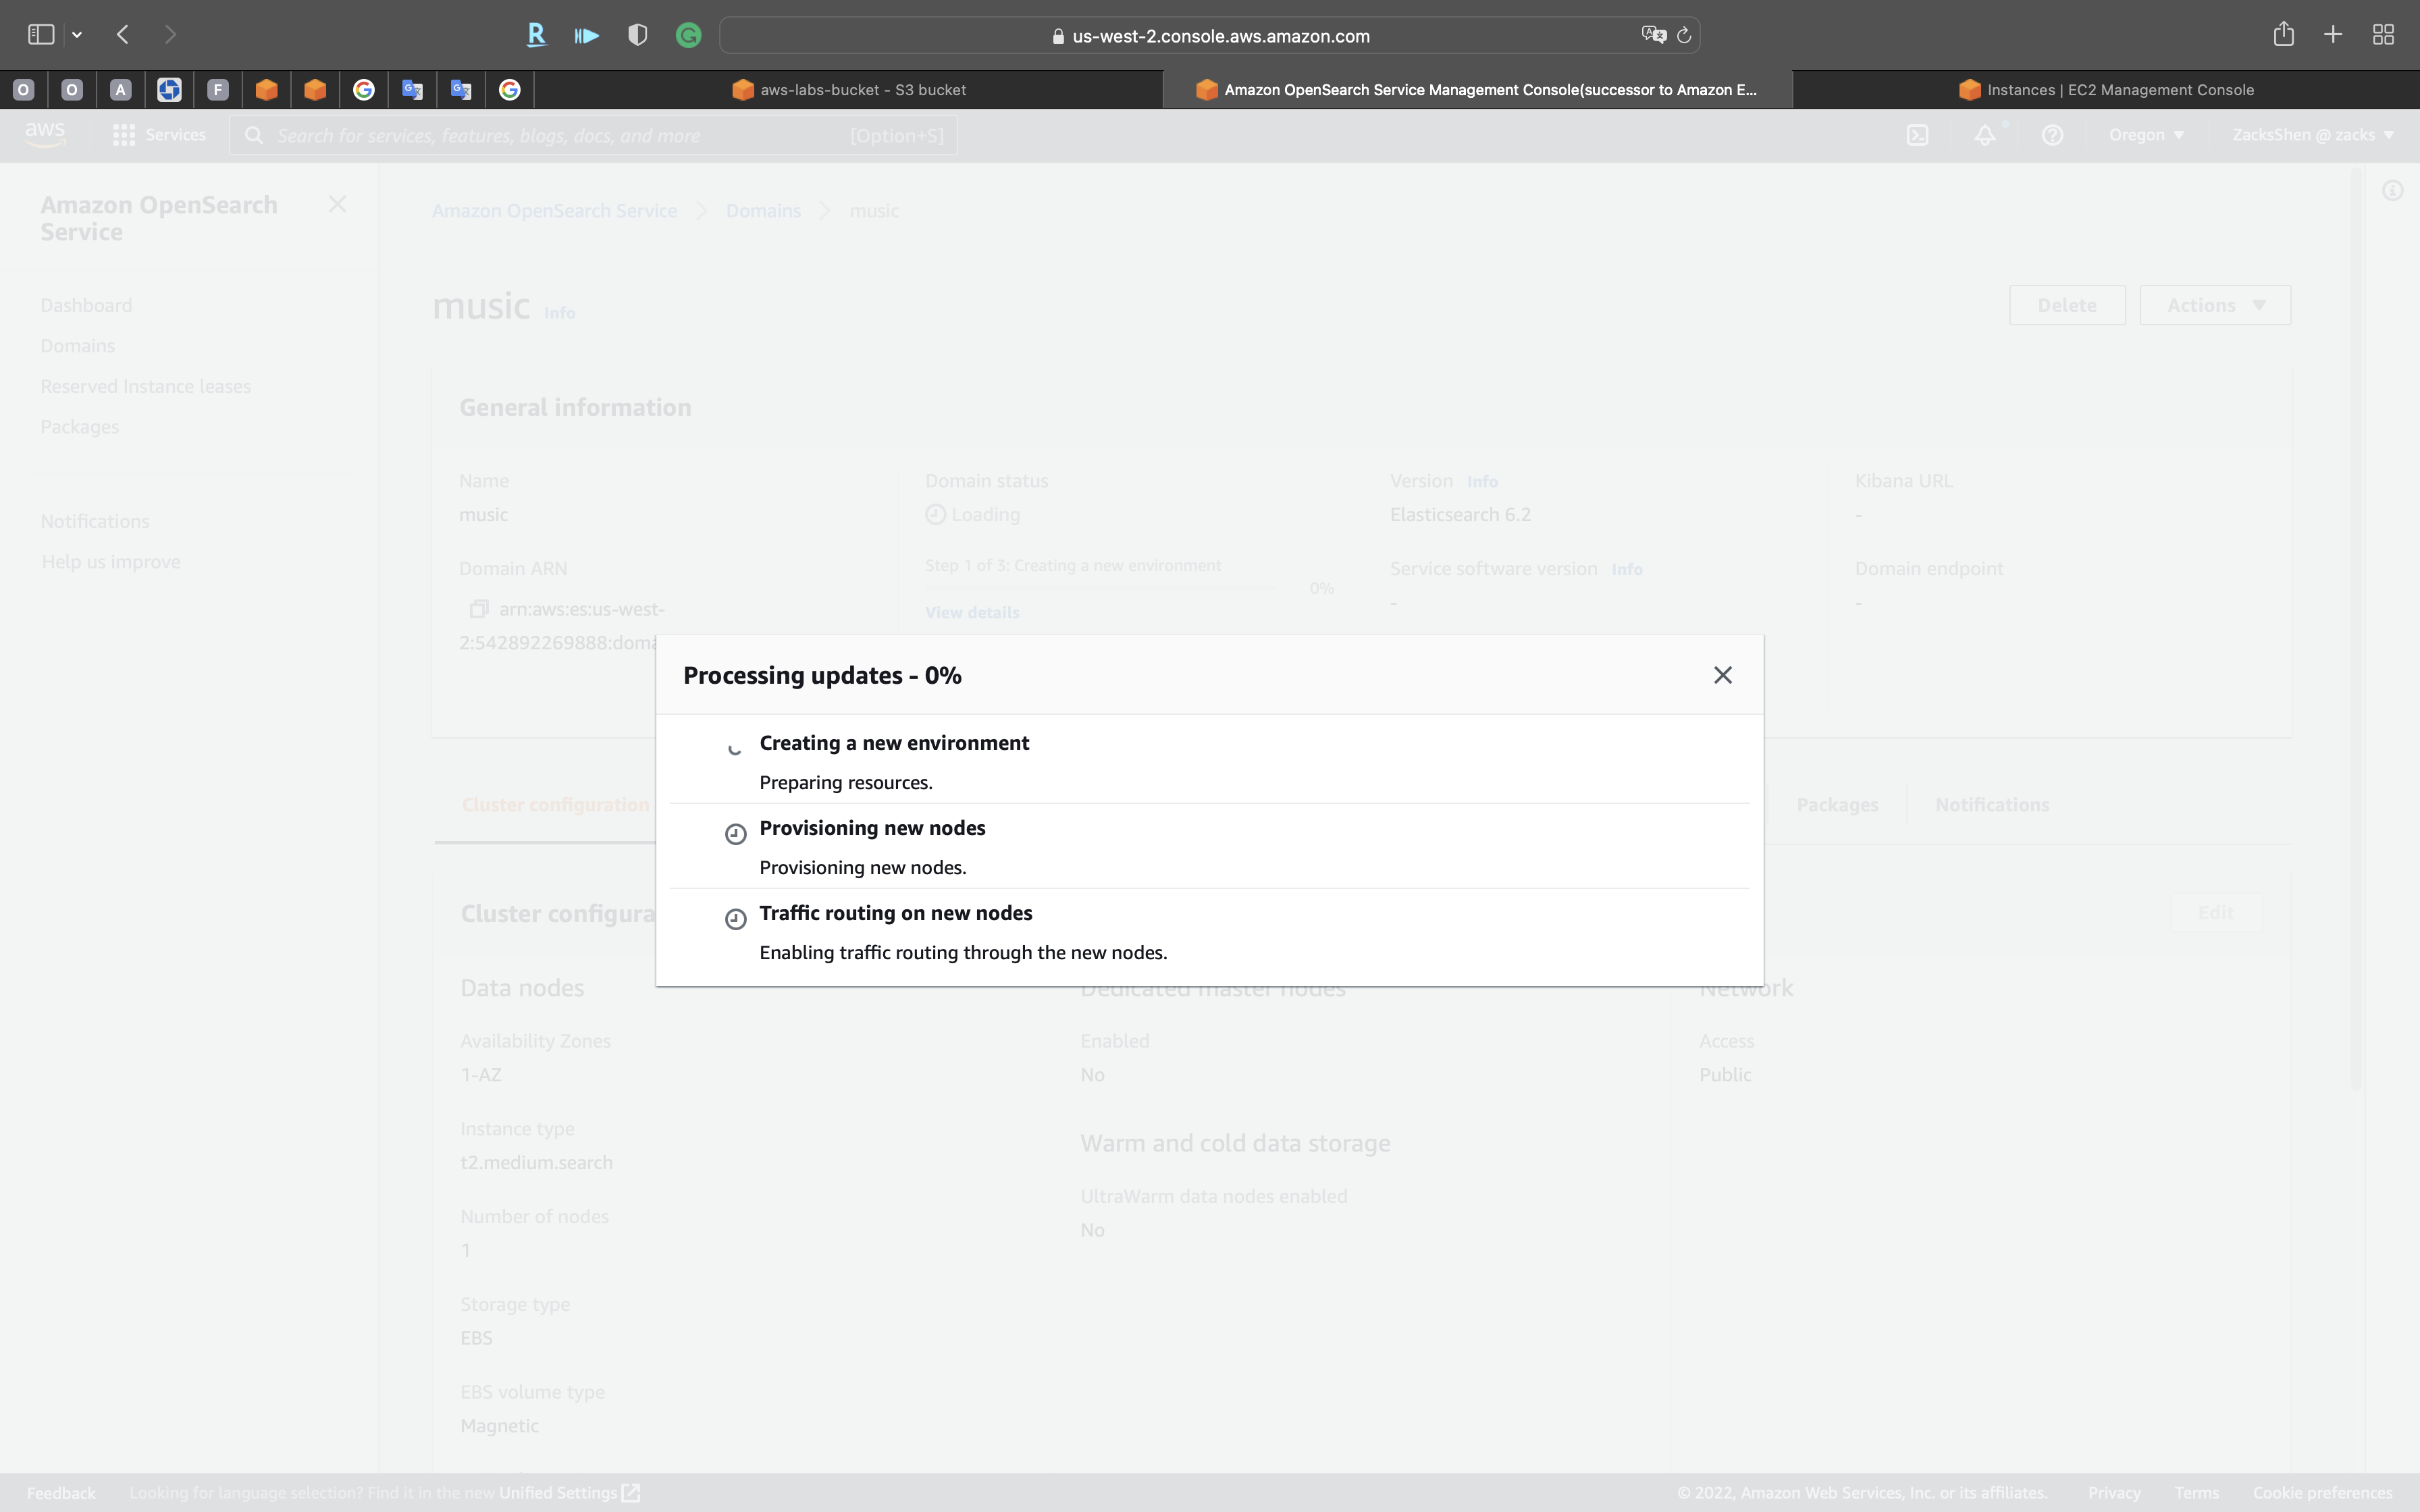 us-west-2.console.aws.amazon.com
O
O
A
F
aws-labs-bucket - S3 bucket
Amazon OpenSearch Service Management Console(successor to Amazon E...
Instances | EC2 Management Console
aws
Services
Search for services, features, blogs, docs, and more
[Option+S]
Oregon
ZacksShen @ zacks
Amazon OpenSearch
Service
Dashboard
Domains
Reserved Instance leases
Packages
Notifications
Help us improve
Amazon OpenSearch Service
Domains
music
music
Info
Delete
Actions
General information
Name
music
Domain ARN
arn:aws:es:us-west-
2:542892269888:doma
Domain status
Loading
Step 1 of 3: Creating a new environment
0%
View details
Version Info
Elasticsearch 6.2
Service software version Info
-
Kibana URL
-
Domain endpoint
-
Processing updates - 0%
Creating a new environment
Preparing resources.
Provisioning new nodes
Provisioning new nodes.
Traffic routing on new nodes
Enabling traffic routing through the new nodes.
Cluster configuration
Packages
Notifications
Cluster configura
Edit
Data nodes
Availability Zones
1-AZ
Instance type
t2.medium.search
Number of nodes
1
Storage type
EBS
EBS volume type
Magnetic
Dedicated master nodes
Enabled
No
Warm and cold data storage
UltraWarm data nodes enabled
No
Network
Access
Public
Feedback
Looking for language selection? Find it in the new Unified Settings
© 2022, Amazon Web Services, Inc. or its affiliates.
Privacy
Terms
Cookie preferences